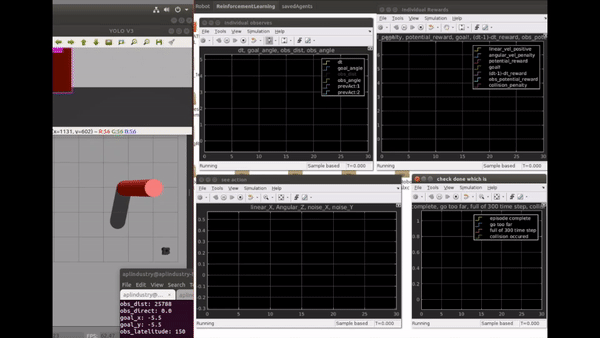 Robot ReinforcementLearning savedAgents
YOLO V3
x=1131, y=602) ~ R:56 G:56 B:56
individual observes
File Tools View Simulation Help
dt, goal_angle, obs_dist, obs_angle
dt
goal_angle
obs_dist
obs_angle
prevAct:1
prevAct:2
0 5 10 15 20 25 30
Running Sample based T=0.000
Individual Rewards
File Tools View Simulation Help
penalty, potential_reward, goal!, (dt-1)-dt_reward, obs_pote
linear_vel_positive
angular_vel_penelty
potential_reward
goal!
(dt-1)-dt_reward
obs_potential_reward
collision_penalty
0 5 10 15 20 25 30
Running Sample based T=0.000
see action
File Tools View Simulation Help
linear_X, Angular_Z, noise_X, noise_Y
0 5 10 15 20 25 30
Running Sample based T=0.000
check done which is
File Tools View Simulation Help
complete, go too far, full of 300 time step, collis
episode complete
go too far
full of 300 time step
collision occured
0 5 10 15 20 25 30
Running Sample based T=0.000
aplindustry@aplindustry-
File Edit View Search T
aplindustry@...
obs_dist: 25788
obs_direct: 0.0
goal_x: -5.5
goal_y: -5.5
obs_latelitude: 150